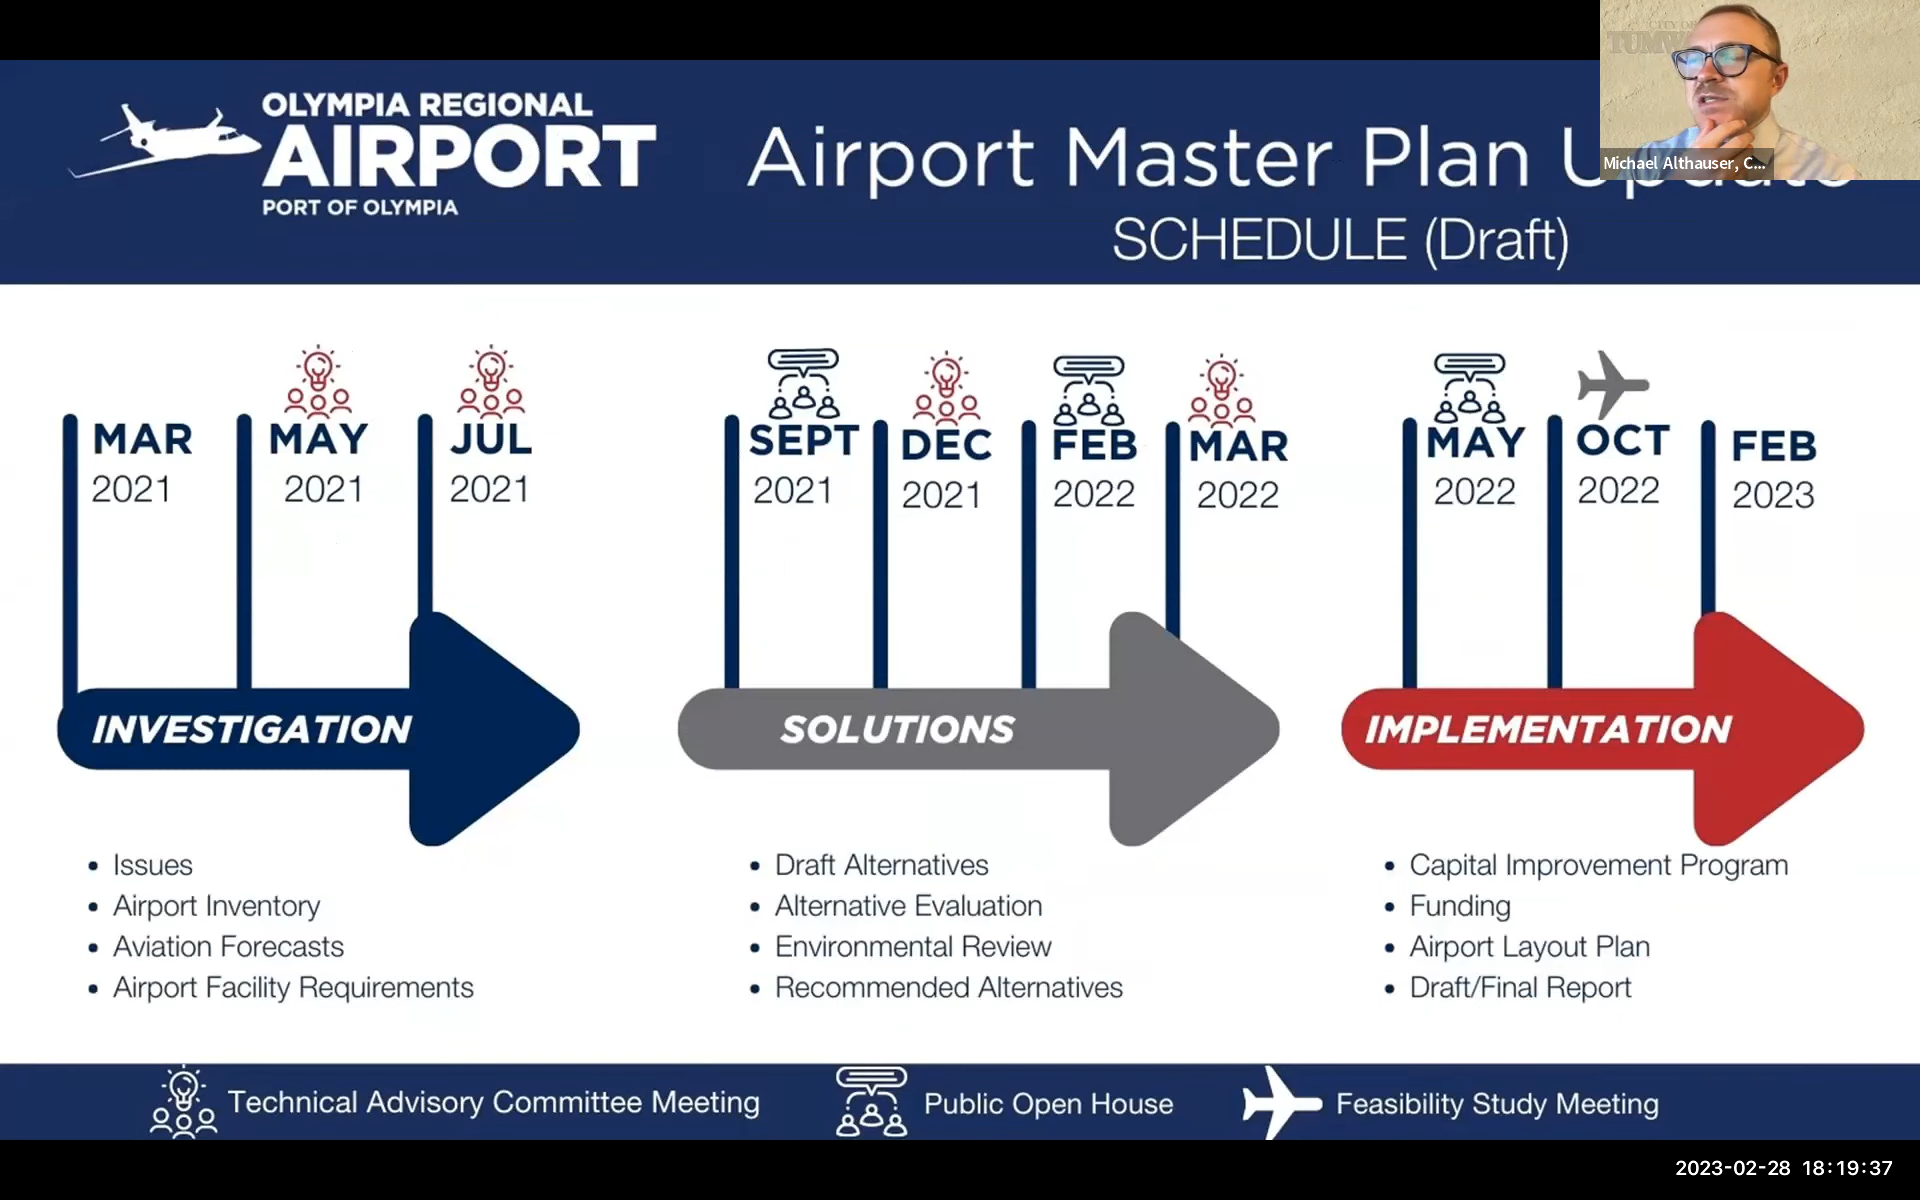 OLYMPIA REGIONAL
AIRPORT
PORT OF OLYMPIA
Airport Master Plan Update
SCHEDULE (Draft)
CITY OF
Michael Althauser, C...
MAR
2021
MAY
2021
JUL
2021
SEPT
2021
DEC
2021
FEB
2022
MAR
2022
MAY
2022
OCT
2022
FEB
2023
INVESTIGATION
SOLUTIONS
IMPLEMENTATION
• Issues
• Airport Inventory
• Aviation Forecasts
• Airport Facility Requirements
• Draft Alternatives
• Alternative Evaluation
• Environmental Review
• Recommended Alternatives
• Capital Improvement Program
• Funding
• Airport Layout Plan
• Draft/Final Report
Technical Advisory Committee Meeting
Public Open House
Feasibility Study Meeting
2023-02-28 18:19:37